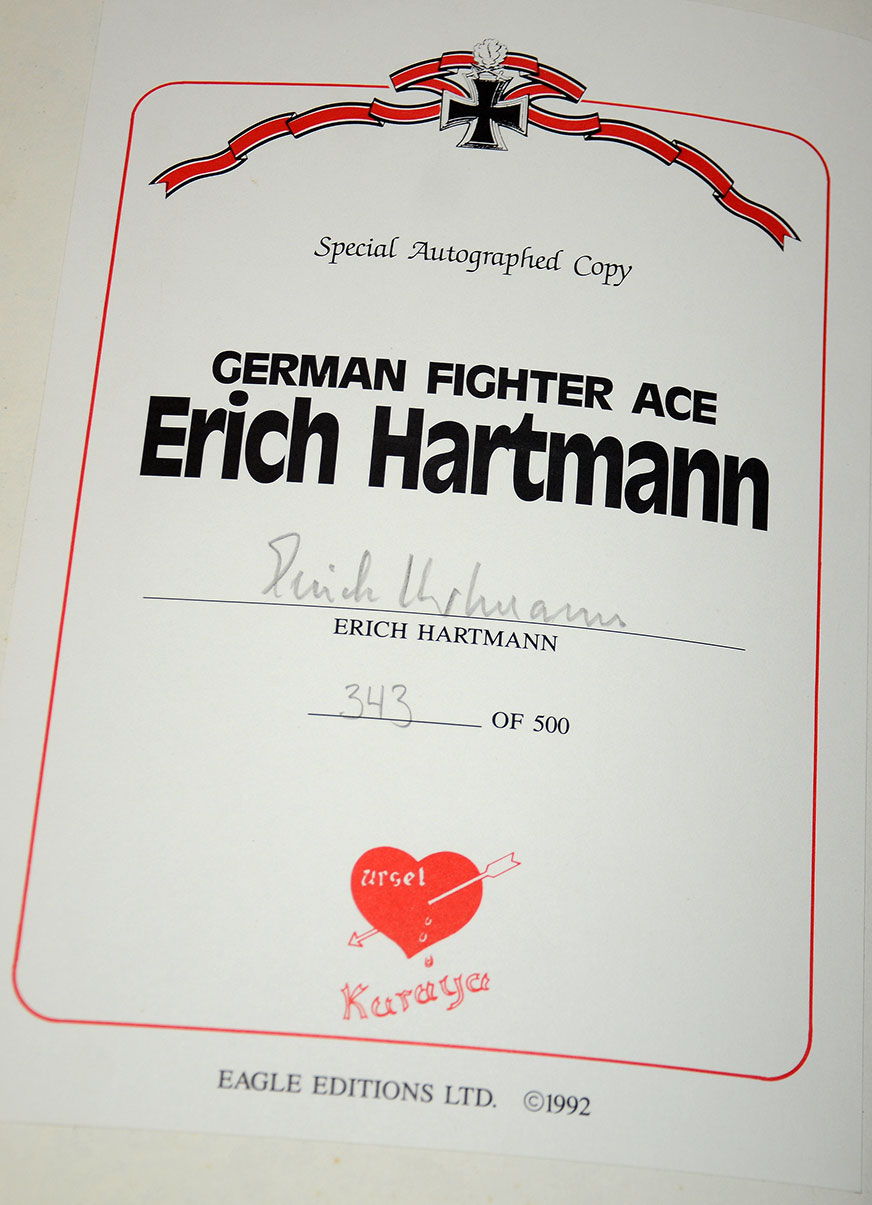 Special Autographed Copy
GERMAN FIGHTER ACE
Erich Hartmann
Erich Hartmann
ERICH HARTMANN
343 OF 500
Ursel
Karaya
EAGLE EDITIONS LTD. ©1992